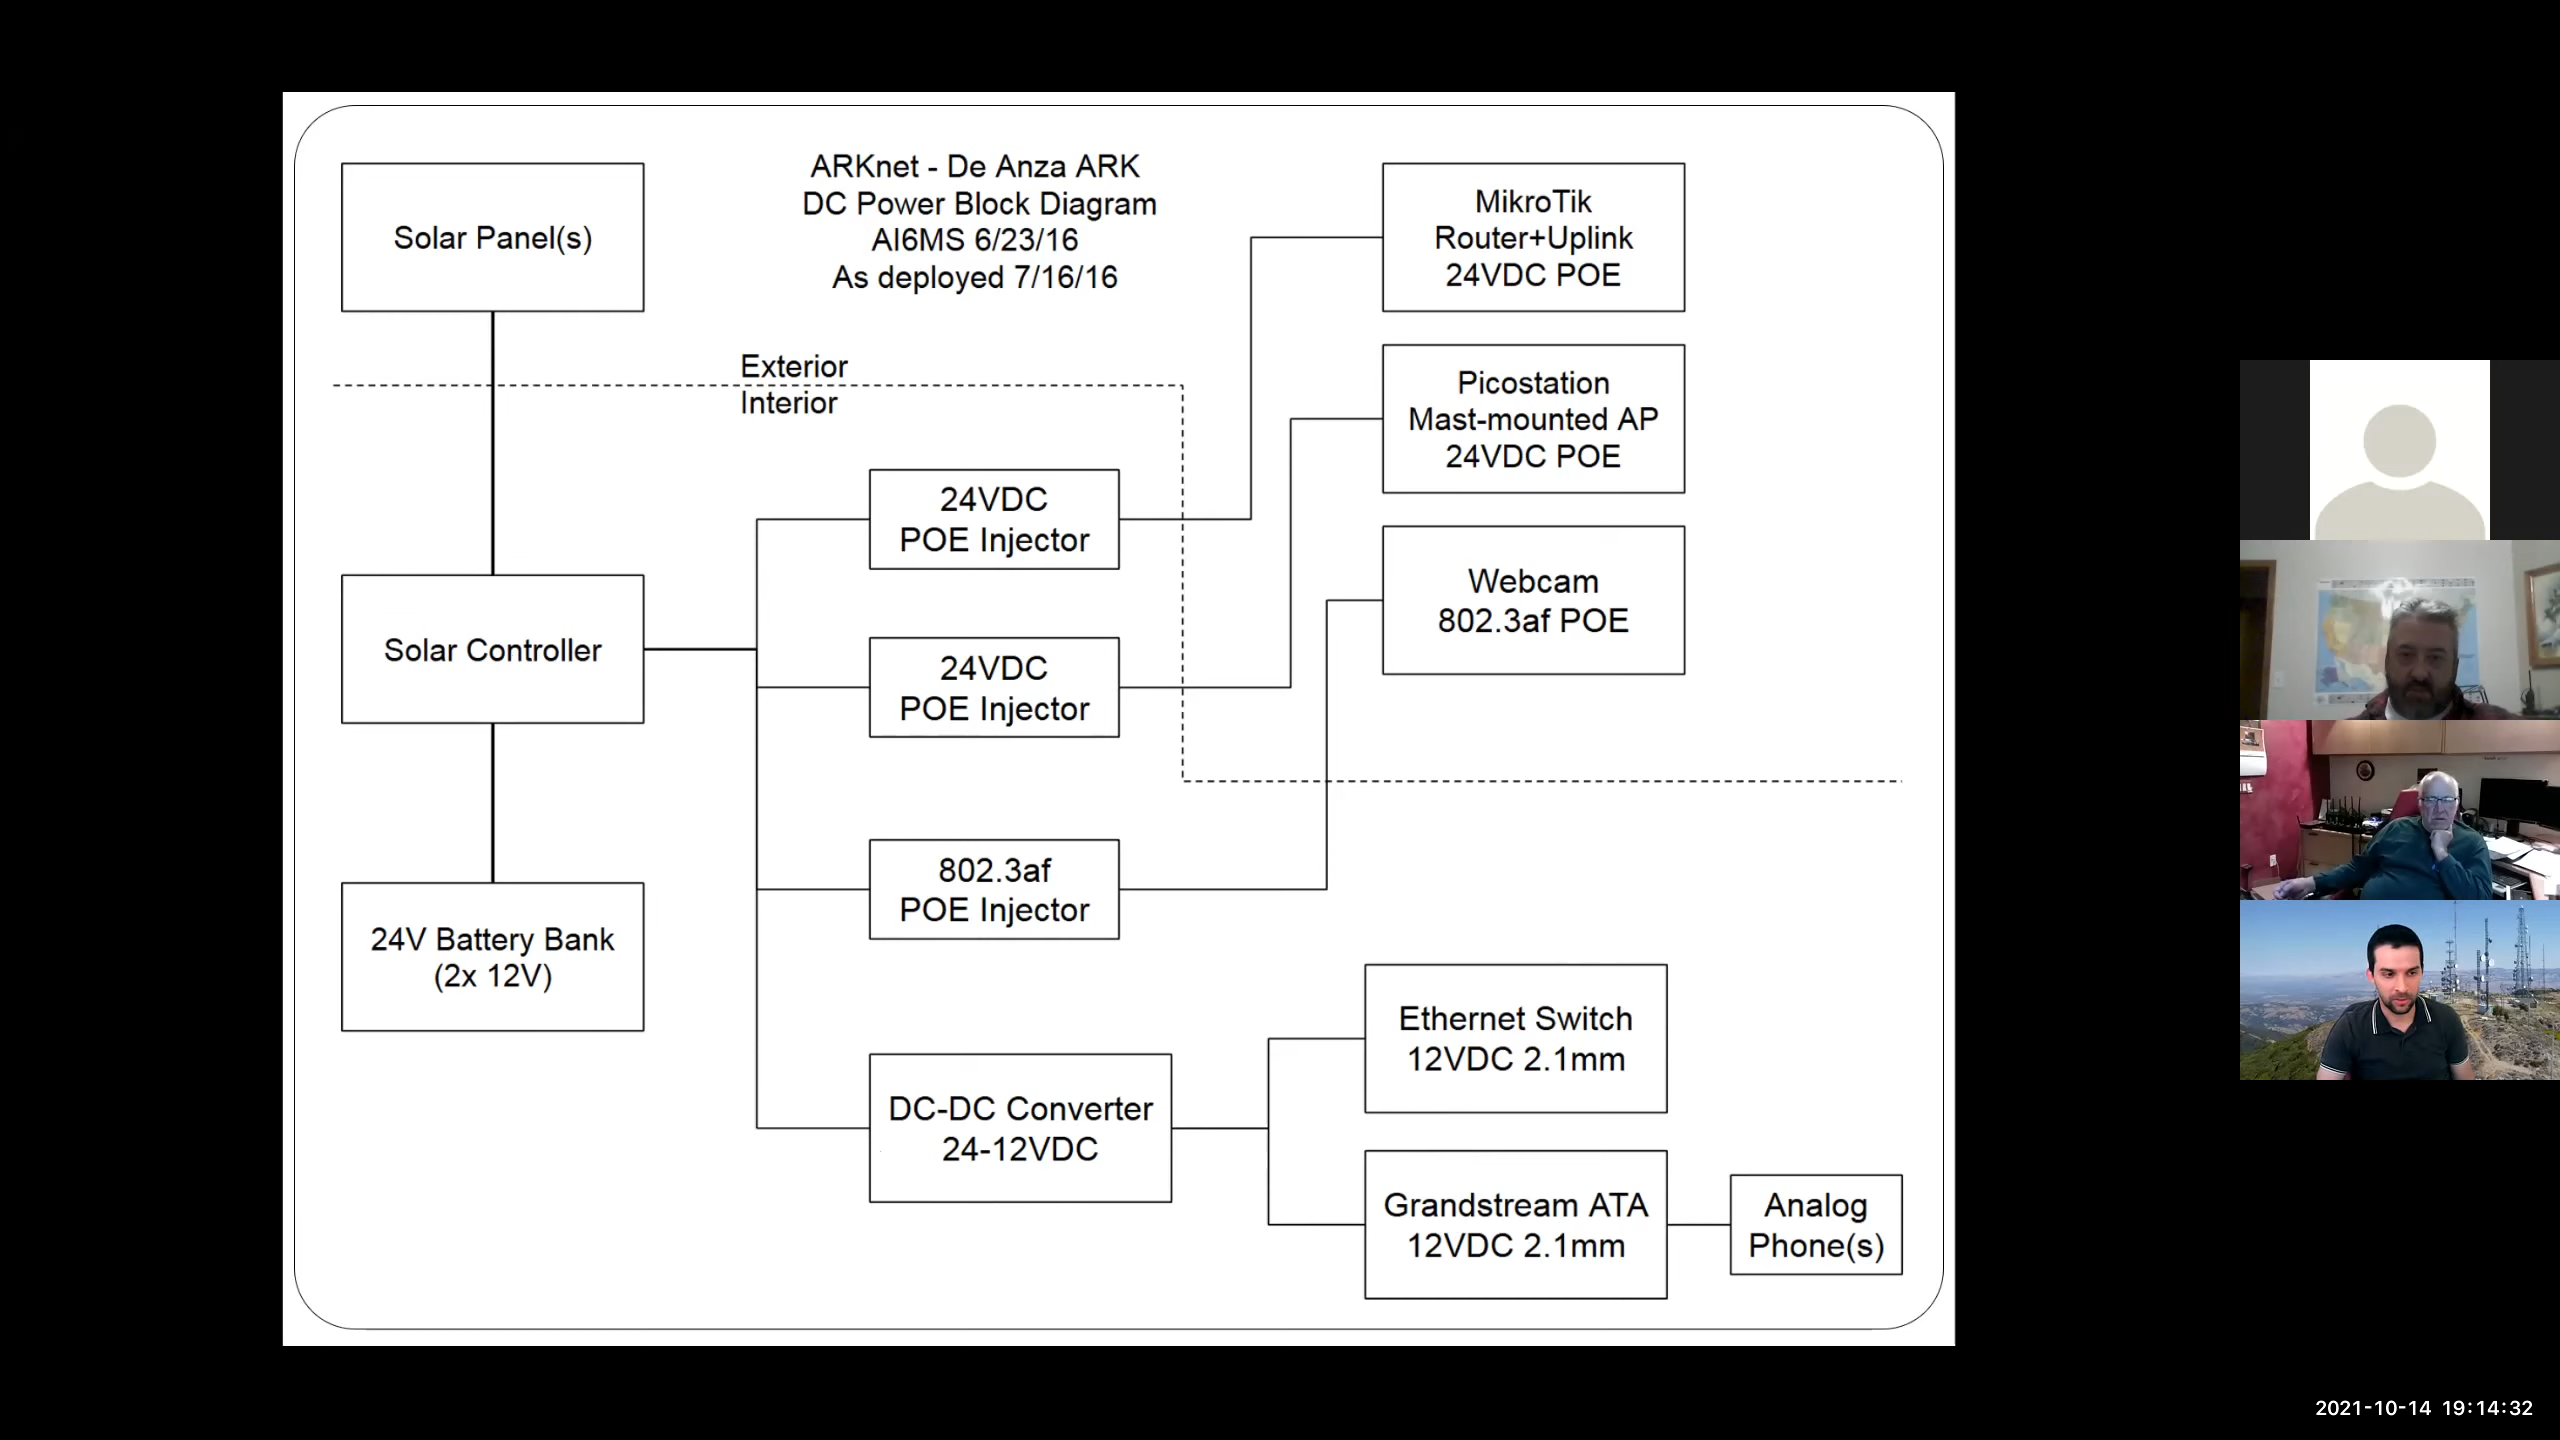 ARKnet - De Anza ARK
DC Power Block Diagram
AI6MS 6/23/16
As deployed 7/16/16
Solar Panel(s)
Exterior
Interior
Solar Controller
24V Battery Bank
(2x 12V)
24VDC
POE Injector
24VDC
POE Injector
802.3af
POE Injector
DC-DC Converter
24-12VDC
MikroTik
Router+Uplink
24VDC POE
Picostation
Mast-mounted AP
24VDC POE
Webcam
802.3af POE
Ethernet Switch
12VDC 2.1mm
Grandstream ATA
12VDC 2.1mm
Analog
Phone(s)
2021-10-14 19:14:32